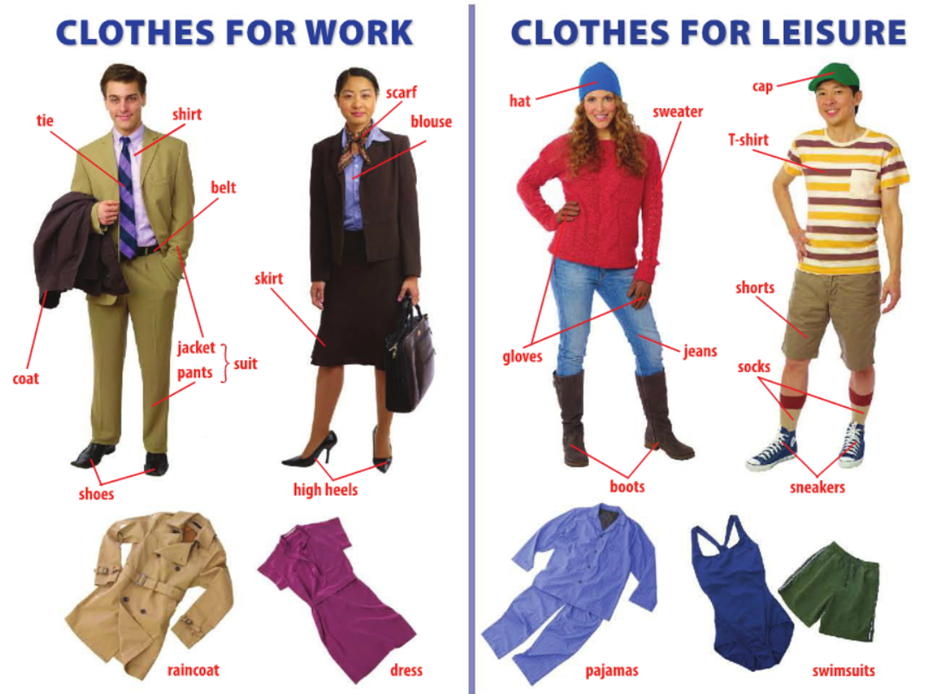 CLOTHES FOR WORK
tie
shirt
belt
coat
jacket
pants
suit
shoes
scarf
blouse
skirt
high heels
raincoat
dress
CLOTHES FOR LEISURE
hat
sweater
gloves
jeans
boots
cap
T-shirt
shorts
socks
sneakers
pajamas
swimsuits